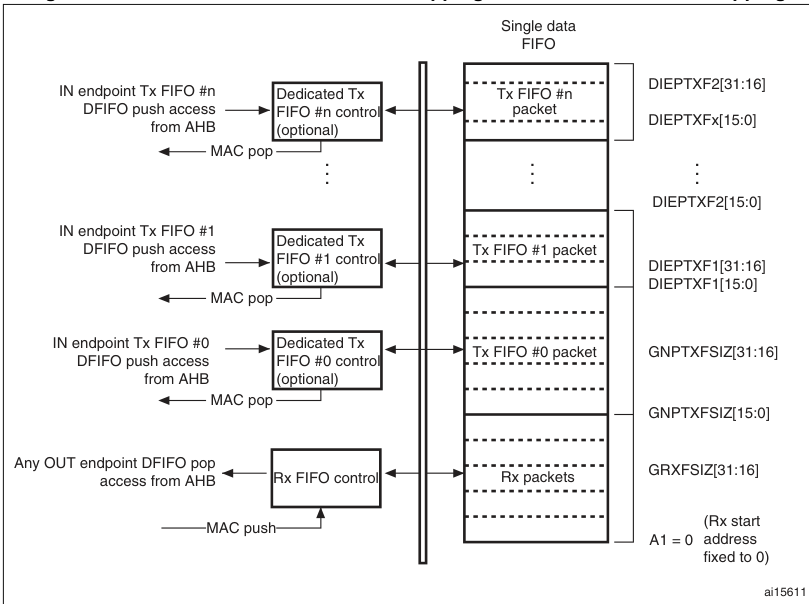 Single data
FIFO
IN endpoint Tx FIFO #n
DFIFO push access
from AHB
Dedicated Tx
FIFO #n control
(optional)
MAC pop
Tx FIFO #n
packet
DIEPTXF2[31:16]
DIEPTXFx[15:0]
DIEPTXF2[15:0]
IN endpoint Tx FIFO #1
DFIFO push access
from AHB
Dedicated Tx
FIFO #1 control
(optional)
MAC pop
Tx FIFO #1 packet
DIEPTXF1[31:16]
DIEPTXF1[15:0]
IN endpoint Tx FIFO #0
DFIFO push access
from AHB
Dedicated Tx
FIFO #0 control
(optional)
MAC pop
Tx FIFO #0 packet
GNPTXFSIZ[31:16]
GNPTXFSIZ[15:0]
Any OUT endpoint DFIFO pop
access from AHB
Rx FIFO control
MAC push
Rx packets
GRXFSIZ[31:16]
A1 = 0
(Rx start
address
fixed to 0)
ai15611